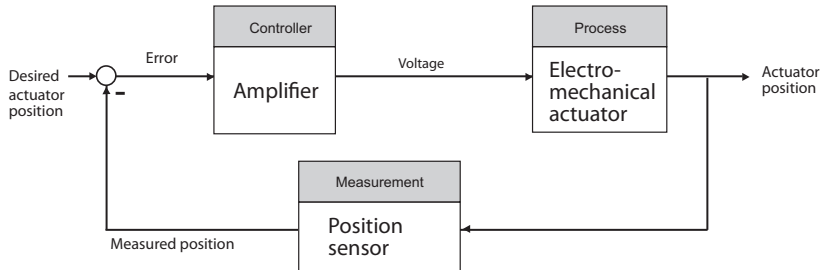 Controller
Process
Desired
actuator
position
Error
-
Amplifier
Voltage
Electro-
mechanical
actuator
Actuator
position
Measurement
Measured position
Position
sensor